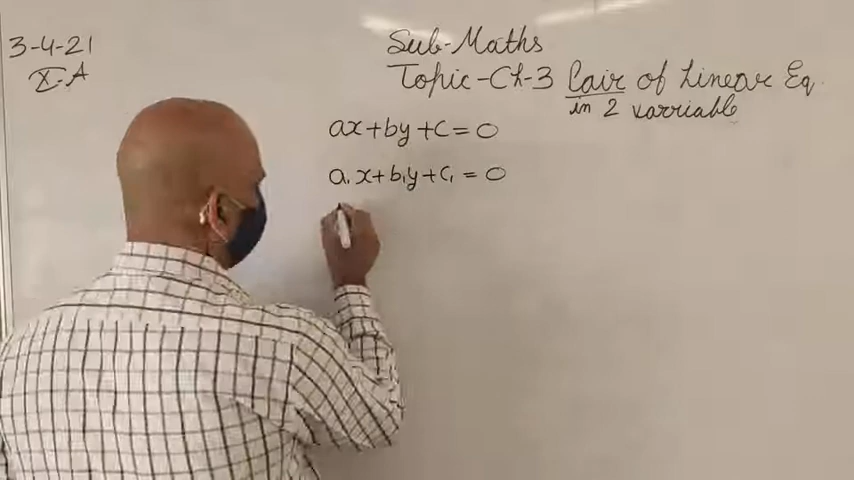 3-4-21
X-A
Sub-Maths
Topic-Ch-3 Pair of Linear Eq.
in 2 varriable
ax+by+c=0
a₁x+b₁y+c₁=0